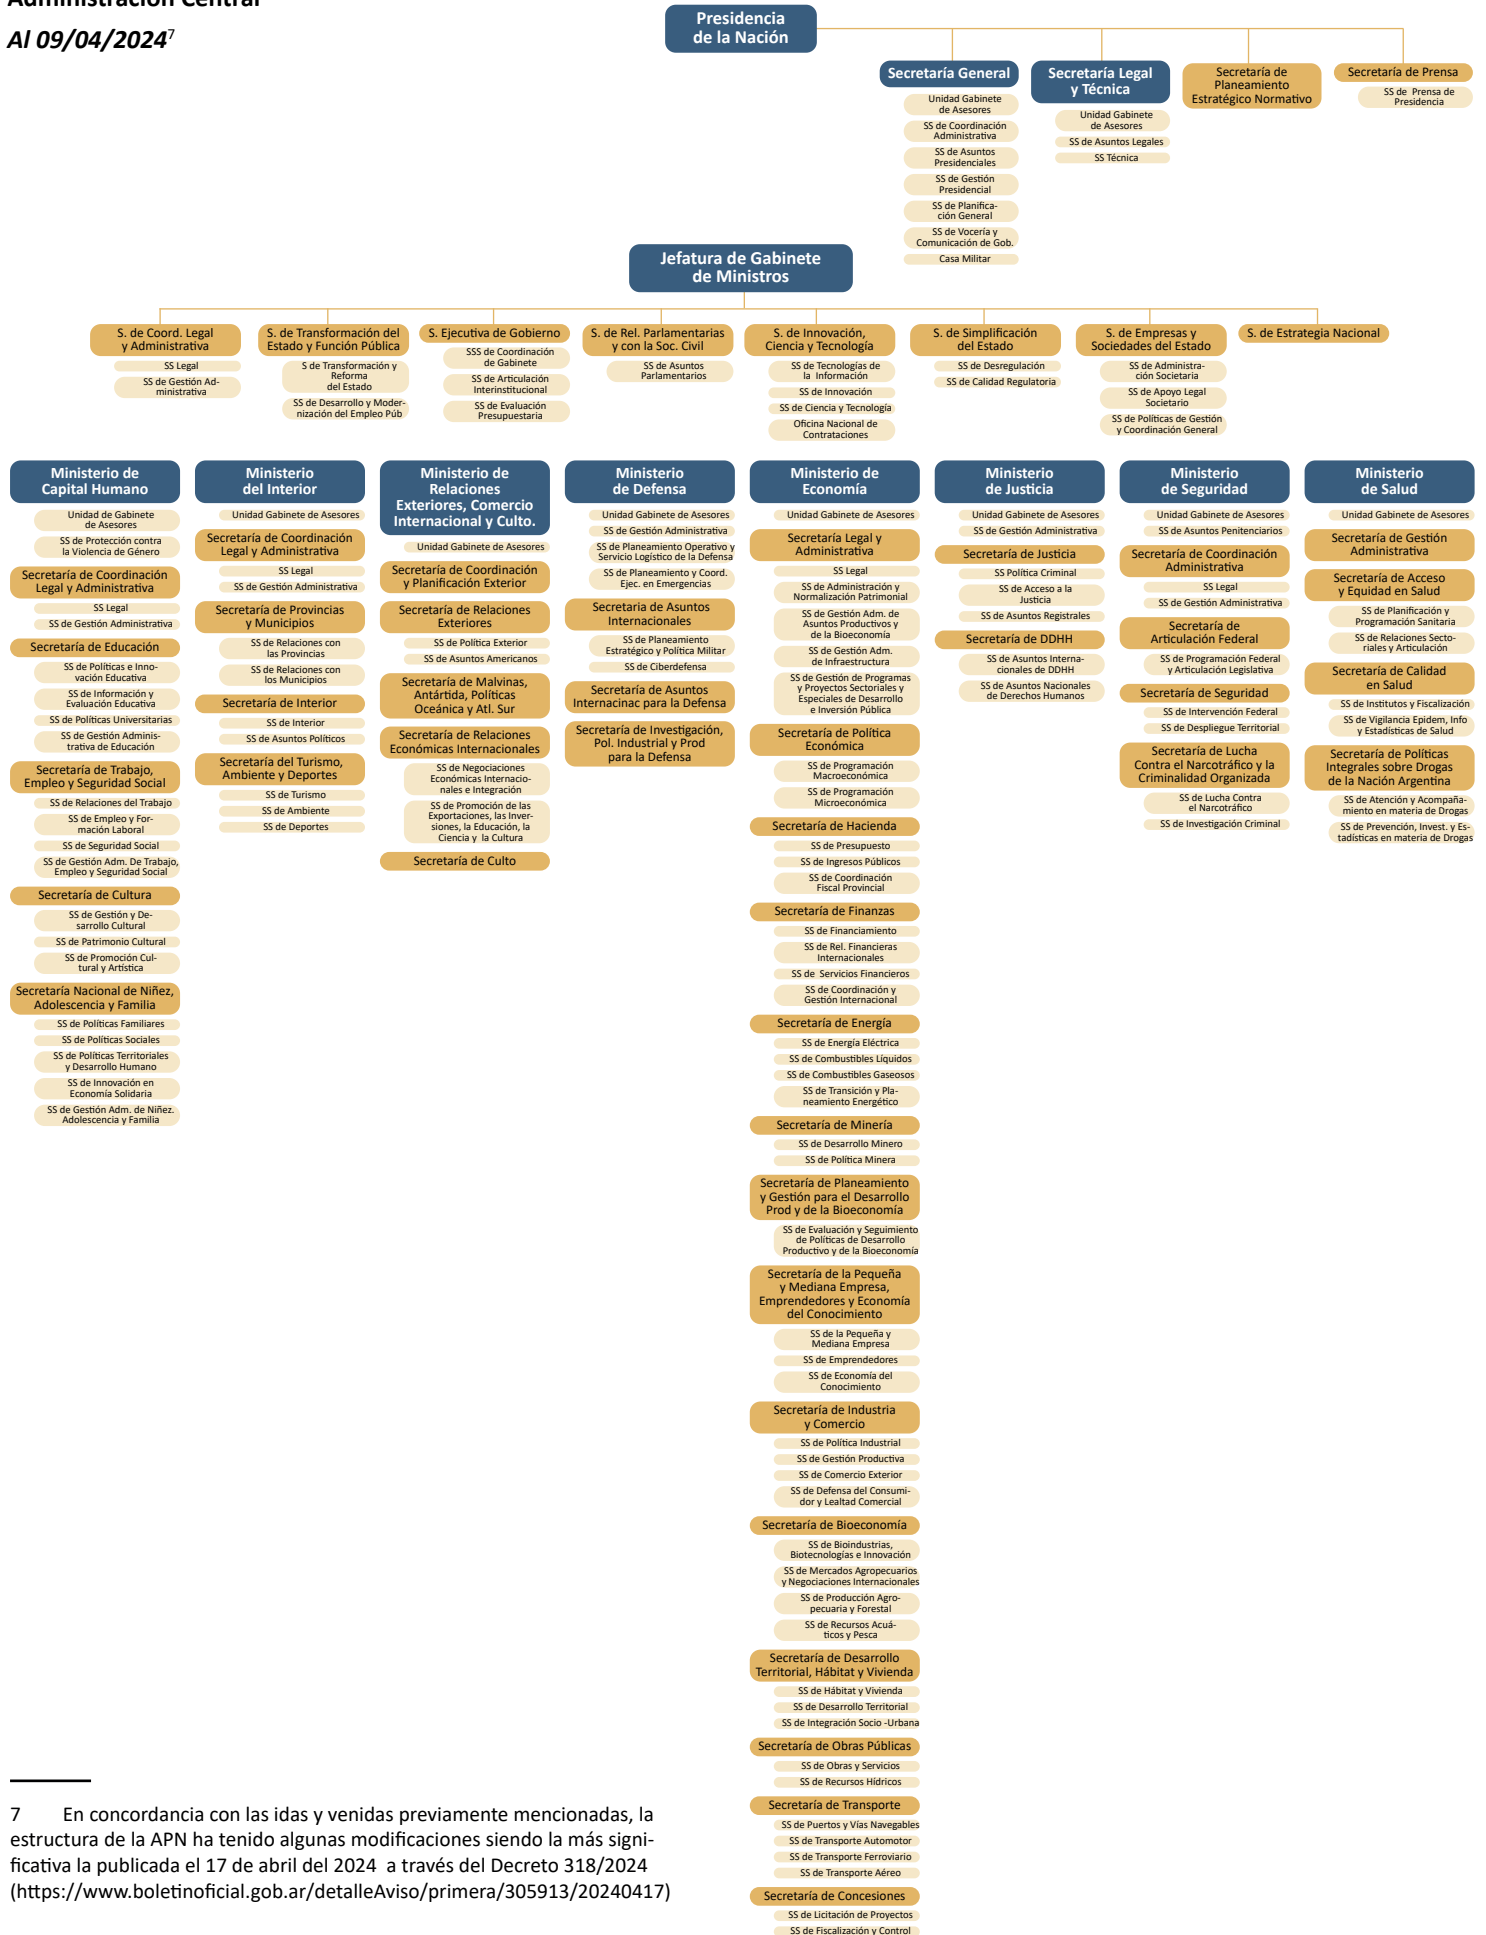 Administración Central
Al 09/04/2024⁷
Presidencia
de la Nación
Secretaría General
Unidad Gabinete
de Asesores
SS de Coordinación
Administrativa
SS de Asuntos
Presidenciales
SS de Gestión
Presidencial
SS de Planifica-
ción General
SS de Vocería y
Comunicación de Gob.
Casa Militar
Secretaría Legal
y Técnica
Unidad Gabinete
de Asesores
SS de Asuntos Legales
SS Técnica
Secretaría de
Planeamiento
Estratégico Normativo
Secretaría de Prensa
SS de Prensa de
Presidencia
Jefatura de Gabinete
de Ministros
S. de Coord. Legal
y Administrativa
SS Legal
SS de Gestión Ad-
ministrativa
S. de Transformación del
Estado y Función Pública
S de Transformación y
Reforma
del Estado
SS de Desarrollo y Moder-
nización del Empleo Púb
S. Ejecutiva de Gobierno
SSS de Coordinación
de Gabinete
SS de Articulación
Interinstitucional
SS de Evaluación
Presupuestaria
S. de Rel. Parlamentarias
y con la Soc. Civil
SS de Asuntos
Parlamentarios
S. de Innovación,
Ciencia y Tecnología
SS de Tecnologías de
la Información
SS de Innovación
SS de Ciencia y Tecnología
Oficina Nacional de
Contrataciones
S. de Simplificación
del Estado
SS de Desregulación
SS de Calidad Regulatoria
S. de Empresas y
Sociedades del Estado
SS de Administra-
ción Societaria
SS de Apoyo Legal
Societario
SS de Políticas de Gestión
y Coordinación General
S. de Estrategia Nacional
Ministerio de
Capital Humano
Unidad de Gabinete
de Asesores
SS de Protección contra
la Violencia de Género
Secretaría de Coordinación
Legal y Administrativa
SS Legal
SS de Gestión Administrativa
Secretaría de Educación
SS de Políticas e Inno-
vación Educativa
SS de Información y
Evaluación Educativa
SS de Políticas Universitarias
SS de Gestión Adminis-
trativa de Educación
Secretaría de Trabajo,
Empleo y Seguridad Social
SS de Relaciones del Trabajo
SS de Empleo y For-
mación Laboral
SS de Seguridad Social
SS de Gestión Adm. De Trabajo,
Empleo y Seguridad Social
Secretaría de Cultura
SS de Gestión y De-
sarrollo Cultural
SS de Patrimonio Cultural
SS de Promoción Cul-
tural y Artística
Secretaría Nacional de Niñez,
Adolescencia y Familia
SS de Políticas Familiares
SS de Políticas Sociales
SS de Políticas Territoriales
y Desarrollo Humano
SS de Innovación en
Economía Solidaria
SS de Gestión Adm. de Niñez.
Adolescencia y Familia
Ministerio
del Interior
Unidad Gabinete de Asesores
Secretaría de Coordinación
Legal y Administrativa
SS Legal
SS de Gestión Administrativa
Secretaría de Provincias
y Municipios
SS de Relaciones con
las Provincias
SS de Relaciones con
los Municipios
Secretaría de Interior
SS de Interior
SS de Asuntos Políticos
Secretaría del Turismo,
Ambiente y Deportes
SS de Turismo
SS de Ambiente
SS de Deportes
Ministerio de
Relaciones
Exteriores, Comercio
Internacional y Culto.
Unidad Gabinete de Asesores
Secretaría de Coordinación
y Planificación Exterior
Secretaría de Relaciones
Exteriores
SS de Política Exterior
SS de Asuntos Americanos
Secretaría de Malvinas,
Antártida, Políticas
Oceánica y Atl. Sur
Secretaría de Relaciones
Económicas Internacionales
SS de Negociaciones
Económicas Internacio-
nales e Integración
SS de Promoción de las
Exportaciones, las Inver-
siones, la Educación, la
Ciencia y la Cultura
Secretaría de Culto
Ministerio
de Defensa
Unidad Gabinete de Asesores
SS de Gestión Administrativa
SS de Planeamiento Operativo y
Servicio Logístico de la Defensa
SS de Planeamiento y Coord.
Ejec. en Emergencias
Secretaria de Asuntos
Internacionales
SS de Planeamiento
Estratégico y Política Militar
SS de Ciberdefensa
Secretaría de Asuntos
Internacinac para la Defensa
Secretaría de Investigación,
Pol. Industrial y Prod
para la Defensa
Ministerio de
Economía
Unidad Gabinete de Asesores
Secretaría Legal y
Administrativa
SS Legal
SS de Administración y
Normalización Patrimonial
SS de Gestión Adm. de
Asuntos Productivos y
de la Bioeconomía
SS de Gestión Adm.
de Infraestructura
SS de Gestión de Programas
y Proyectos Sectoriales y
Especiales de Desarrollo
e Inversión Pública
Secretaría de Política
Económica
SS de Programación
Macroeconómica
SS de Programación
Microeconómica
Secretaría de Hacienda
SS de Presupuesto
SS de Ingresos Públicos
SS de Coordinación
Fiscal Provincial
Secretaría de Finanzas
SS de Financiamiento
SS de Rel. Financieras
Internacionales
SS de Servicios Financieros
SS de Coordinación y
Gestión Internacional
Secretaría de Energía
SS de Energía Eléctrica
SS de Combustibles Líquidos
SS de Combustibles Gaseosos
SS de Transición y Pla-
neamiento Energético
Secretaría de Minería
SS de Desarrollo Minero
SS de Política Minera
Secretaría de Planeamiento
y Gestión para el Desarrollo
Prod y de la Bioeconomía
SS de Evaluación y Seguimiento
de Políticas de Desarrollo
Productivo y de la Bioeconomía
Secretaría de la Pequeña
y Mediana Empresa,
Emprendedores y Economía
del Conocimiento
SS de la Pequeña y
Mediana Empresa
SS de Emprendedores
SS de Economía del
Conocimiento
Secretaría de Industria
y Comercio
SS de Política Industrial
SS de Gestión Productiva
SS de Comercio Exterior
SS de Defensa del Consumi-
dor y Lealtad Comercial
Secretaría de Bioeconomía
SS de Bioindustrias,
Biotecnologías e Innovación
SS de Mercados Agropecuarios
y Negociaciones Internacionales
SS de Producción Agro-
pecuaria y Forestal
SS de Recursos Acuá-
ticos y Pesca
Secretaría de Desarrollo
Territorial, Hábitat y Vivienda
SS de Hábitat y Vivienda
SS de Desarrollo Territorial
SS de Integración Socio -Urbana
Secretaría de Obras Públicas
SS de Obras y Servicios
SS de Recursos Hídricos
Secretaría de Transporte
SS de Puertos y Vías Navegables
SS de Transporte Automotor
SS de Transporte Ferroviario
SS de Transporte Aéreo
Secretaría de Concesiones
SS de Licitación de Proyectos
SS de Fiscalización y Control
Ministerio
de Justicia
Unidad Gabinete de Asesores
SS de Gestión Administrativa
Secretaría de Justicia
SS Política Criminal
SS de Acceso a la
Justicia
SS de Asuntos Registrales
Secretaría de DDHH
SS de Asuntos Interna-
cionales de DDHH
SS de Asuntos Nacionales
de Derechos Humanos
Ministerio
de Seguridad
Unidad Gabinete de Asesores
SS de Asuntos Penitenciarios
Secretaría de Coordinación
Administrativa
SS Legal
SS de Gestión Administrativa
Secretaría de
Articulación Federal
SS de Programación Federal
y Articulación Legislativa
Secretaría de Seguridad
SS de Intervención Federal
SS de Despliegue Territorial
Secretaría de Lucha
Contra el Narcotráfico y la
Criminalidad Organizada
SS de Lucha Contra
el Narcotráfico
SS de Investigación Criminal
Ministerio
de Salud
Unidad Gabinete de Asesores
Secretaría de Gestión
Administrativa
Secretaría de Acceso
y Equidad en Salud
SS de Planificación y
Programación Sanitaria
SS de Relaciones Secto-
riales y Articulación
Secretaría de Calidad
en Salud
SS de Institutos y Fiscalización
SS de Vigilancia Epidem, Info
y Estadísticas de Salud
Secretaría de Políticas
Integrales sobre Drogas
de la Nación Argentina
SS de Atención y Acompaña-
miento en materia de Drogas
SS de Prevención, Invest. y Es-
tadísticas en materia de Drogas
7 En concordancia con las idas y venidas previamente mencionadas, la
estructura de la APN ha tenido algunas modificaciones siendo la más signi-
ficativa la publicada el 17 de abril del 2024 a través del Decreto 318/2024
(https://www.boletinoficial.gob.ar/detalleAviso/primera/305913/20240417)